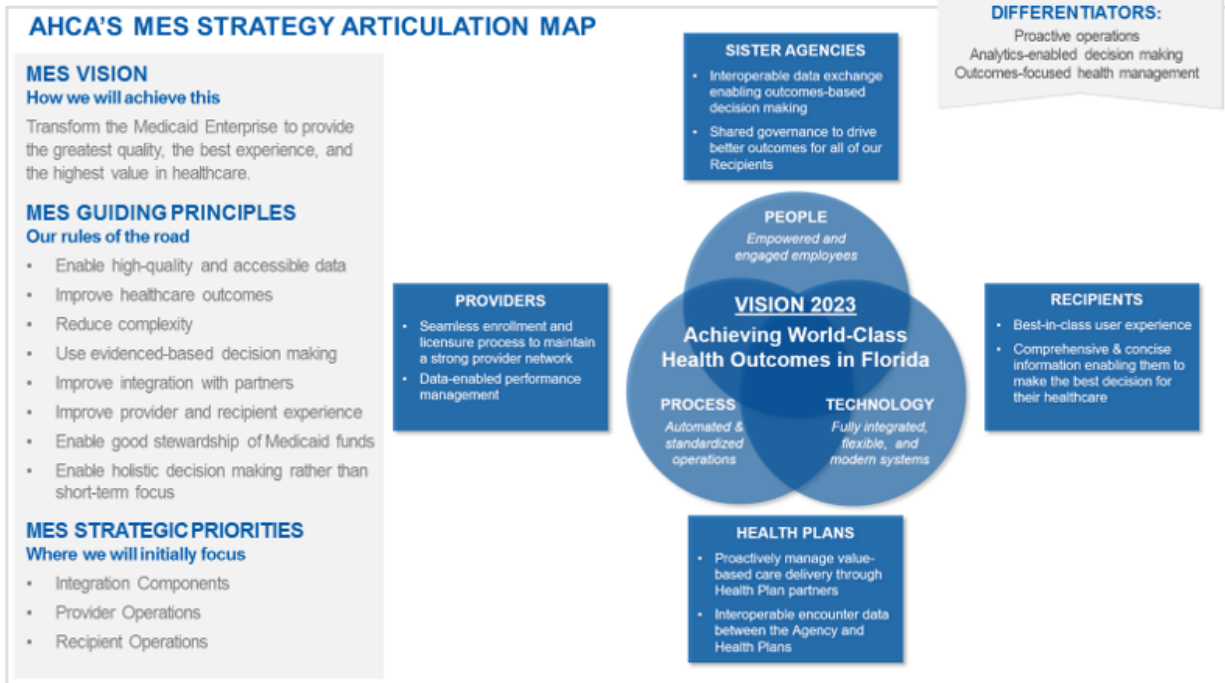 AHCA'S MES STRATEGY ARTICULATION MAP
DIFFERENTIATORS:
Proactive operations
Analytics-enabled decision making
Outcomes-focused health management
MES VISION
How we will achieve this
Transform the Medicaid Enterprise to provide
the greatest quality, the best experience, and
the highest value in healthcare.
MES GUIDING PRINCIPLES
Our rules of the road
• Enable high-quality and accessible data
• Improve healthcare outcomes
• Reduce complexity
• Use evidenced-based decision making
• Improve integration with partners
• Improve provider and recipient experience
• Enable good stewardship of Medicaid funds
• Enable holistic decision making rather than
short-term focus
MES STRATEGIC PRIORITIES
Where we will initially focus
• Integration Components
• Provider Operations
• Recipient Operations
SISTER AGENCIES
• Interoperable data exchange
enabling outcomes-based
decision making
• Shared governance to drive
better outcomes for all of our
Recipients
PROVIDERS
• Seamless enrollment and
licensure process to maintain
a strong provider network
• Data-enabled performance
management
PEOPLE
Empowered and
engaged employees
VISION 2023
Achieving World-Class
Health Outcomes in Florida
PROCESS
Automated &
standardized
operations
TECHNOLOGY
Fully integrated,
flexible, and
modern systems
RECIPIENTS
• Best-in-class user experience
• Comprehensive & concise
information enabling them to
make the best decision for
their healthcare
HEALTH PLANS
• Proactively manage value-
based care delivery through
Health Plan partners
• Interoperable encounter data
between the Agency and
Health Plans